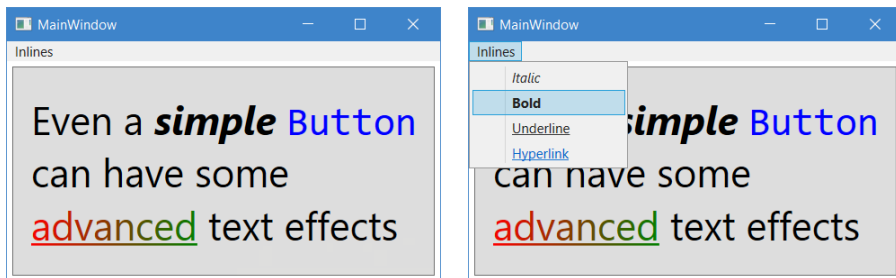 MainWindow
Inlines
Even a simple Button
can have some
advanced text effects
MainWindow
Inlines
Italic
Bold
Underline
Hyperlink
simple Button
can have some
advanced text effects